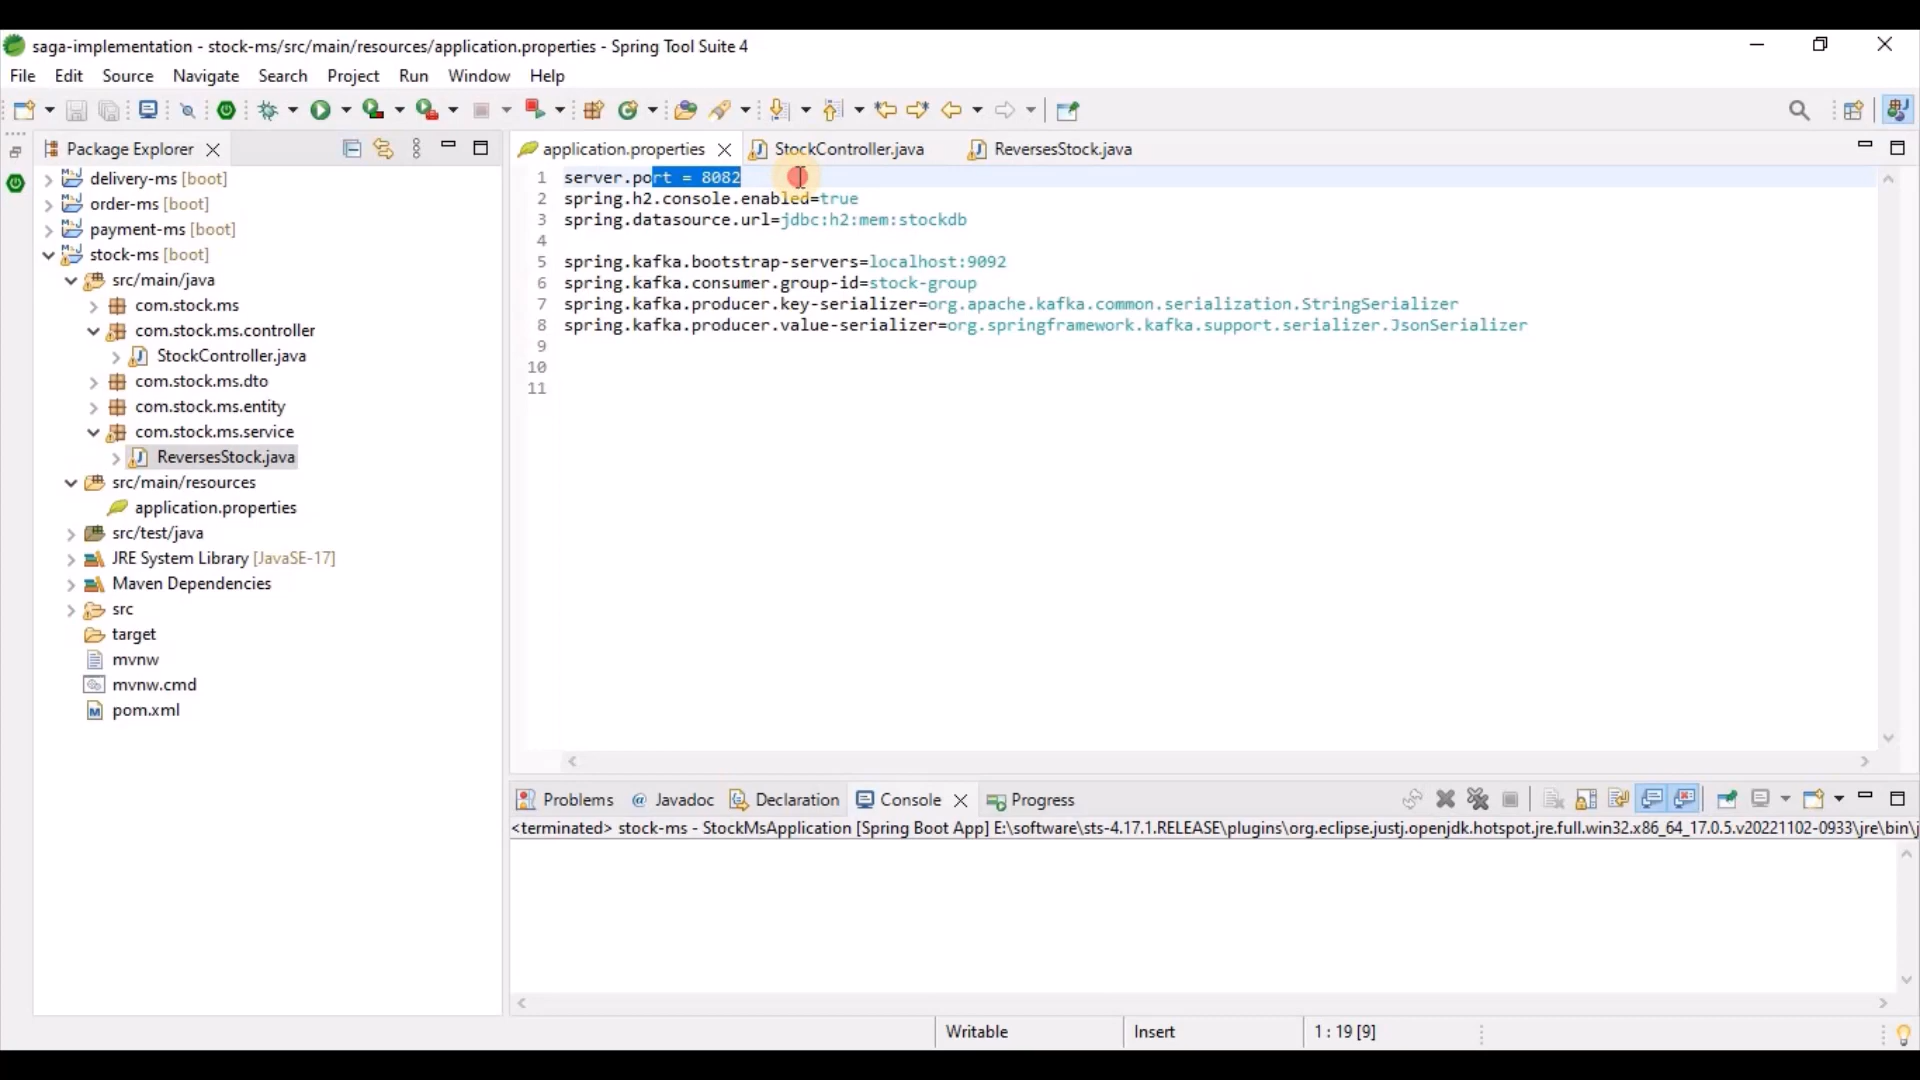 saga-implementation - stock-ms/src/main/resources/application.properties - Spring Tool Suite 4
File Edit Source Navigate Search Project Run Window Help
Package Explorer
delivery-ms [boot]
order-ms [boot]
payment-ms [boot]
stock-ms [boot]
src/main/java
com.stock.ms
com.stock.ms.controller
StockController.java
com.stock.ms.dto
com.stock.ms.entity
com.stock.ms.service
ReversesStock.java
src/main/resources
application.properties
src/test/java
JRE System Library [JavaSE-17]
Maven Dependencies
src
target
mvnw
mvnw.cmd
pom.xml
application.properties StockController.java ReversesStock.java
1 server.port = 8082
2 spring.h2.console.enabled=true
3 spring.datasource.url=jdbc:h2:mem:stockdb
4
5 spring.kafka.bootstrap-servers=localhost:9092
6 spring.kafka.consumer.group-id=stock-group
7 spring.kafka.producer.key-serializer=org.apache.kafka.common.serialization.StringSerializer
8 spring.kafka.producer.value-serializer=org.springframework.kafka.support.serializer.JsonSerializer
9
10
11
Problems @ Javadoc Declaration Console Progress
<terminated> stock-ms - StockMsApplication [Spring Boot App] E:\software\sts-4.17.1.RELEASE\plugins\org.eclipse.justj.openjdk.hotspot.jre.full.win32.x86_64_17.0.5.v20221102-0933\jre\bin\j
Writable Insert 1 : 19 [9]